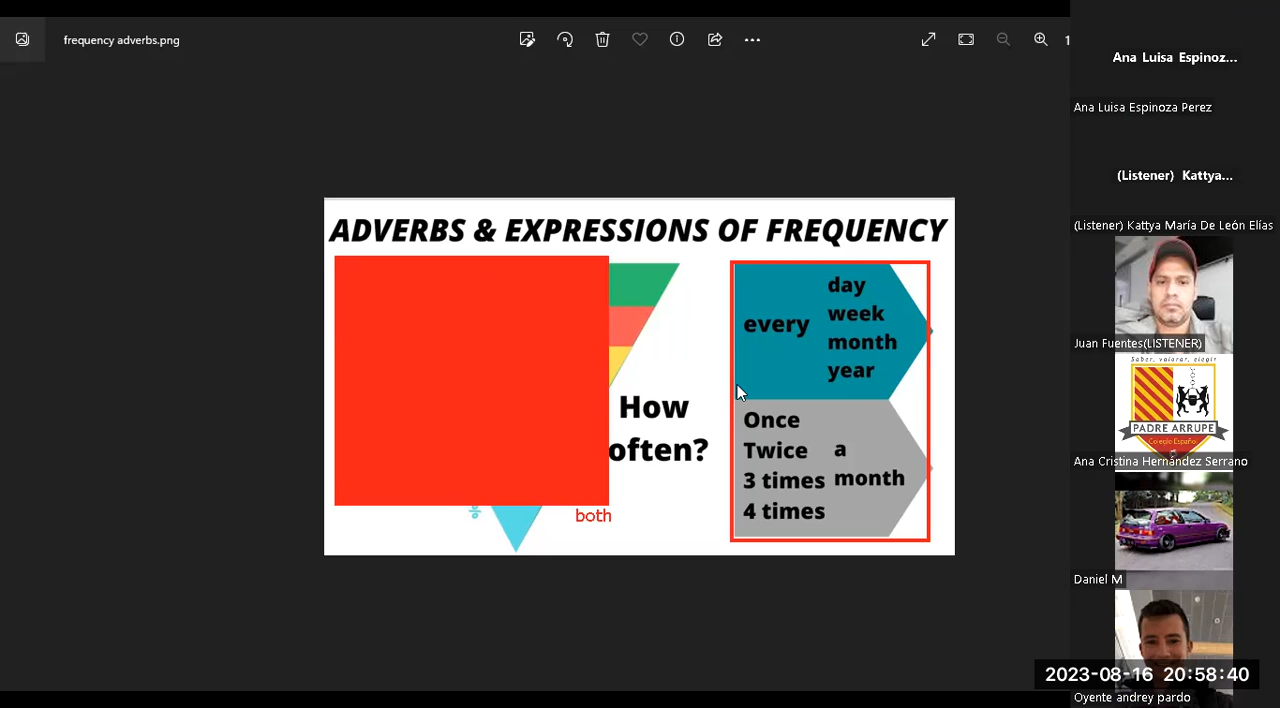 frequency adverbs.png
ADVERBS & EXPRESSIONS OF FREQUENCY
How
often?
every
day
week
month
year
Once
Twice
3 times
4 times
a
month
%
both
Ana Luisa Espinoz...
Ana Luisa Espinoza Perez
(Listener) Kattya...
(Listener) Kattya María De León Elías
Juan Fuentes(LISTENER)
Saber, valorar, elegir
PADRE ARRUPE
Colegio Español
Ana Cristina Hernández Serrano
Daniel M
2023-08-16 20:58:40
Oyente andrey pardo